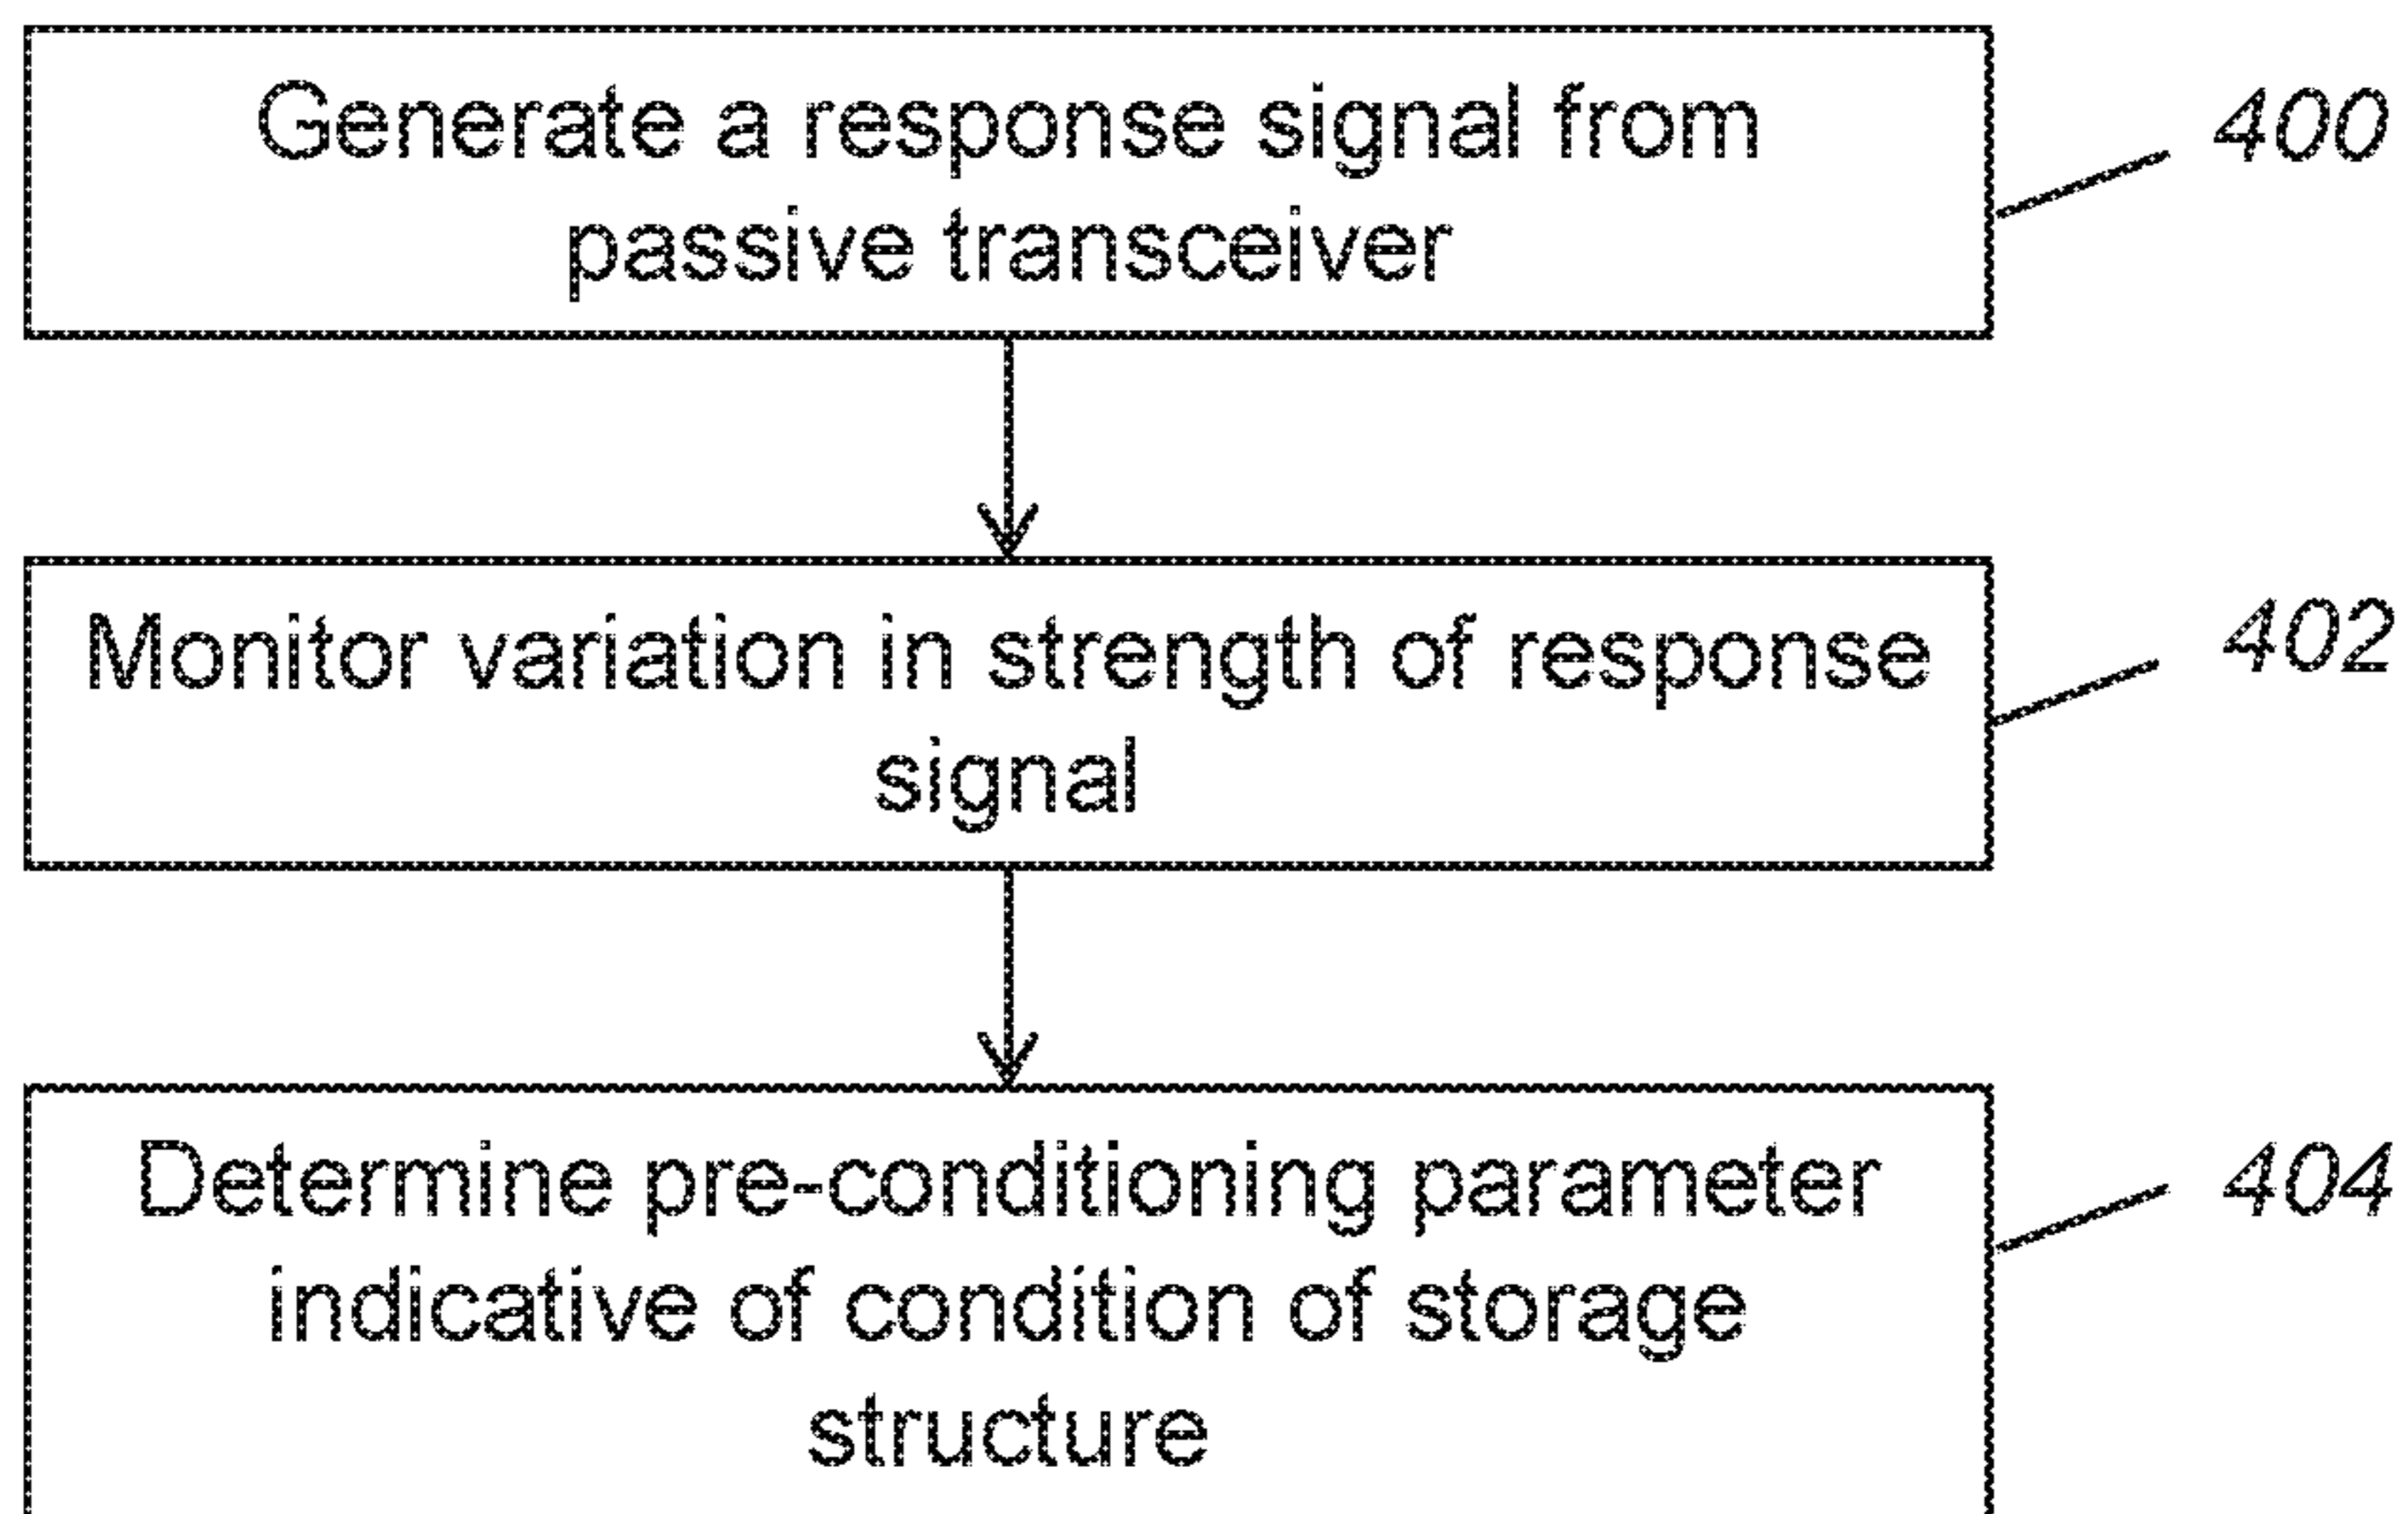 Generate a response signal from
passive transceiver
400
Monitor variation in strength of response
signal
402
Determine pre-conditioning parameter
indicative of condition of storage
structure
404